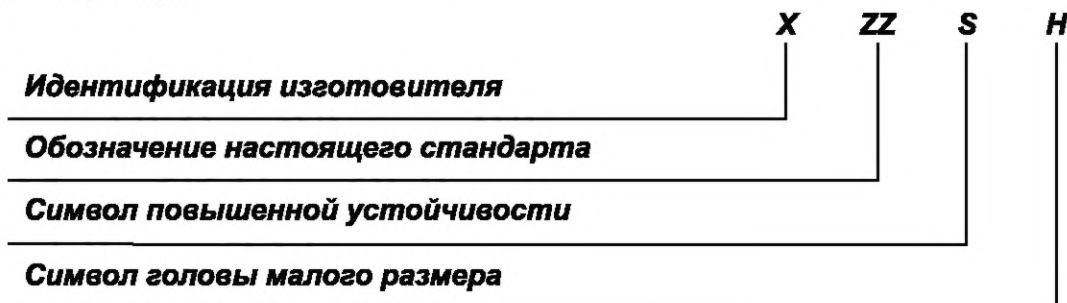 X ZZ S H
Идентификация изготовителя
Обозначение настоящего стандарта
Символ повышенной устойчивости
Символ головы малого размера